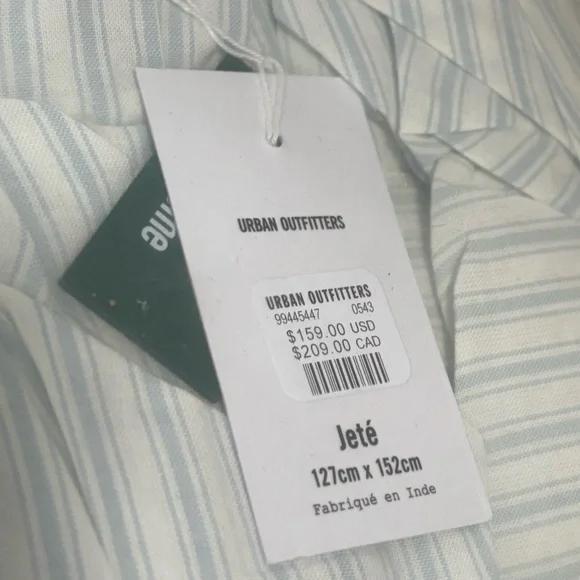 URBAN OUTFITTERS
URBAN OUTFITTERS
99445447 0543
$159.00 USD
$209.00 CAD
Jeté
127cm x 152cm
Fabriqué en Inde